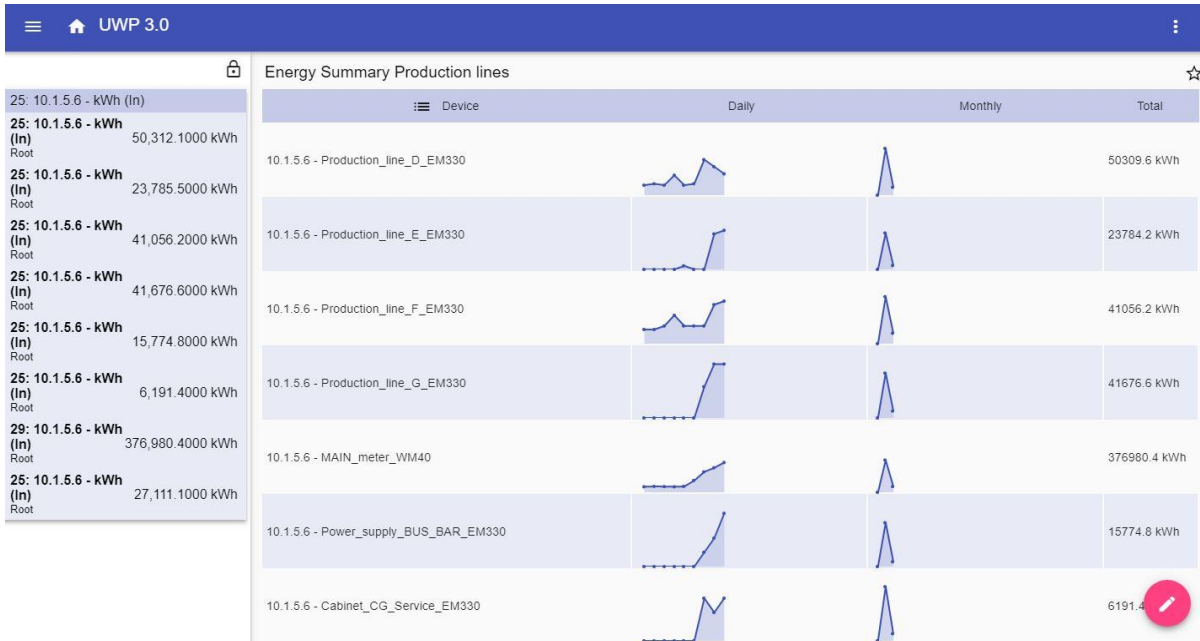 UWP 3.0
25: 10.1.5.6 - kWh (In)
25: 10.1.5.6 - kWh
(In)
50,312.1000 kWh
Root
25: 10.1.5.6 - kWh
(In)
23,785.5000 kWh
Root
25: 10.1.5.6 - kWh
(In)
41,056.2000 kWh
Root
25: 10.1.5.6 - kWh
(In)
41,676.6000 kWh
Root
25: 10.1.5.6 - kWh
(In)
15,774.8000 kWh
Root
25: 10.1.5.6 - kWh
(In)
6,191.4000 kWh
Root
29: 10.1.5.6 - kWh
(In)
376,980.4000 kWh
Root
25: 10.1.5.6 - kWh
(In)
27,111.1000 kWh
Root
Energy Summary Production lines
Device Daily Monthly Total
10.1.5.6 - Production_line_D_EM330 50309.6 kWh
10.1.5.6 - Production_line_E_EM330 23784.2 kWh
10.1.5.6 - Production_line_F_EM330 41056.2 kWh
10.1.5.6 - Production_line_G_EM330 41676.6 kWh
10.1.5.6 - MAIN_meter_WM40 376980.4 kWh
10.1.5.6 - Power_supply_BUS_BAR_EM330 15774.8 kWh
10.1.5.6 - Cabinet_CG_Service_EM330 6191.4